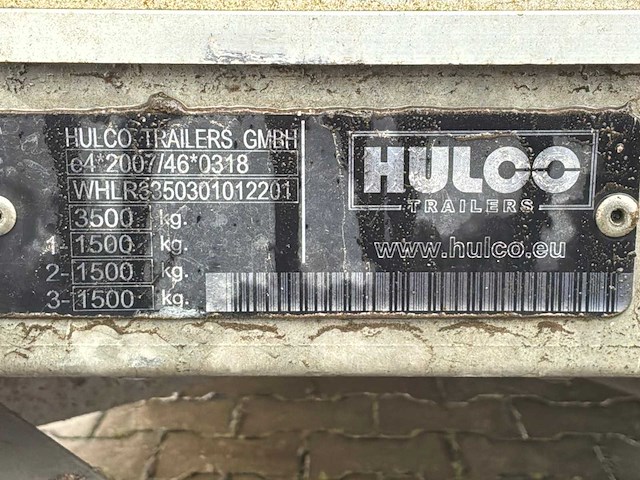 HULCO TRAILERS GMBH
e4*2007/46*0318
WHLR3350301012201
3500 kg.
1- 1500 kg.
2- 1500 kg.
3- 1500 kg.
HULCO
TRAILERS
www.hulco.eu